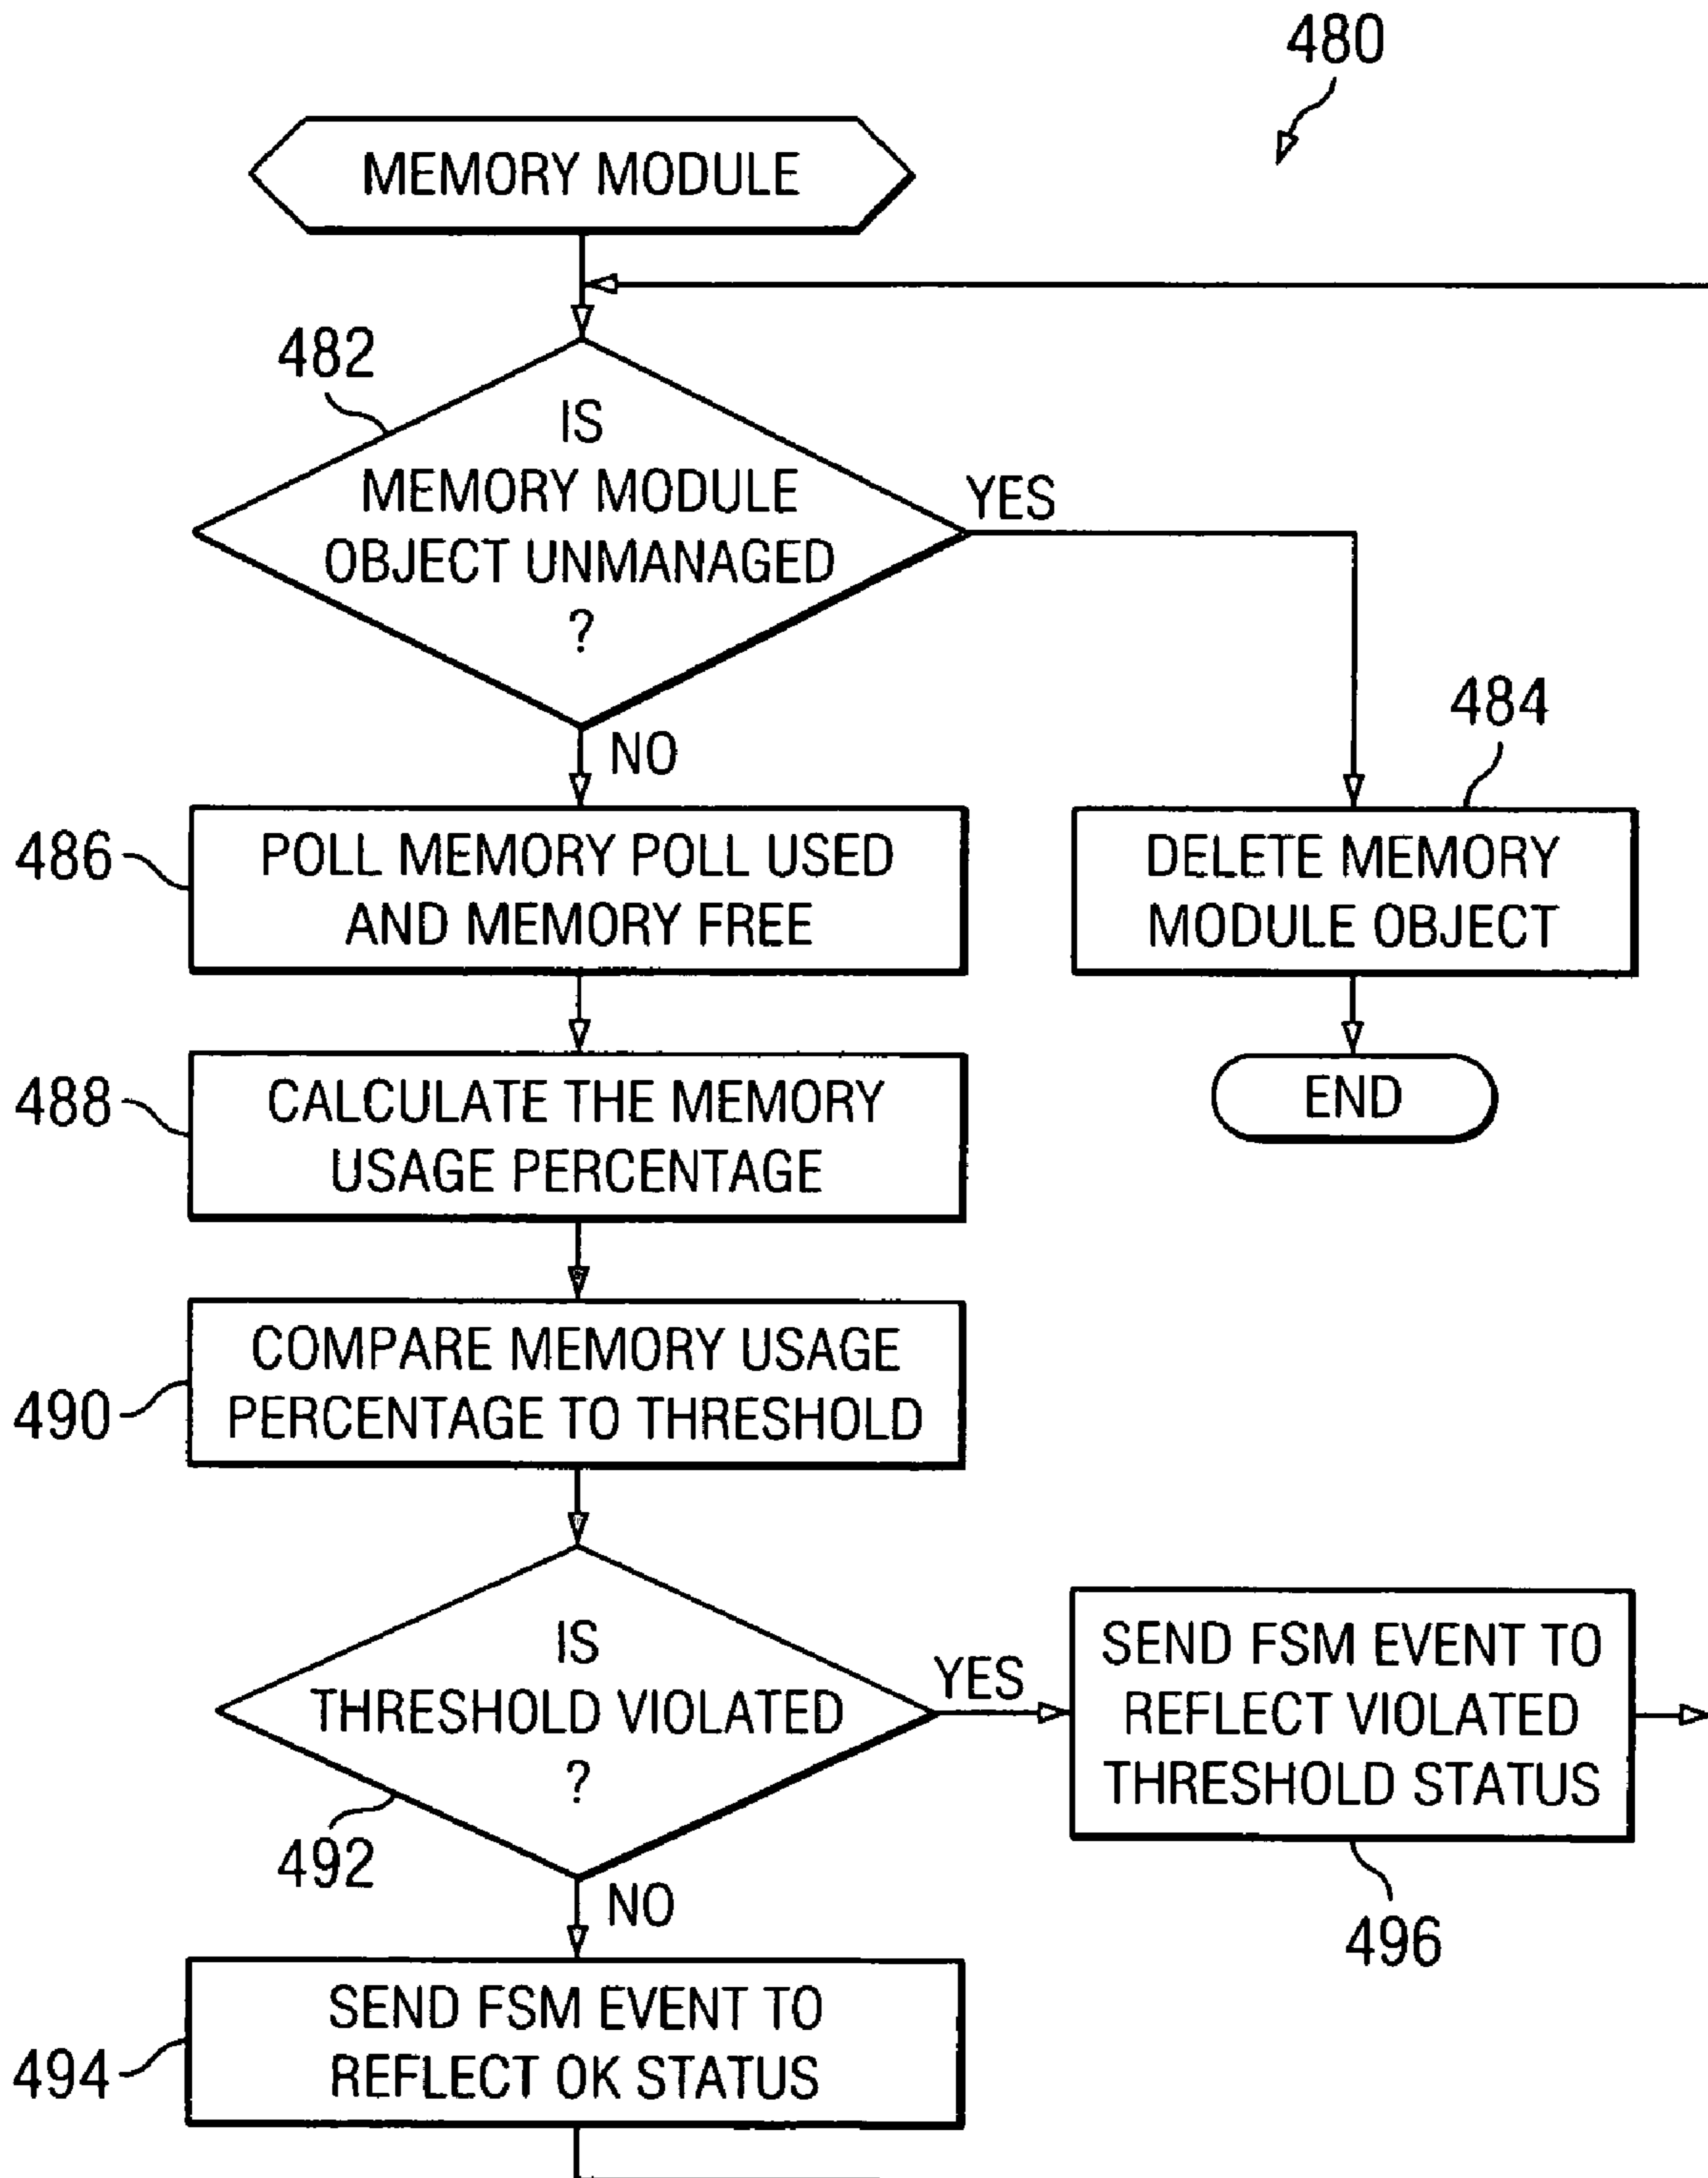 480
MEMORY MODULE
482
IS
MEMORY MODULE
OBJECT UNMANAGED
?
YES
NO
484
486
POLL MEMORY POLL USED
AND MEMORY FREE
DELETE MEMORY
MODULE OBJECT
488
CALCULATE THE MEMORY
USAGE PERCENTAGE
END
490
COMPARE MEMORY USAGE
PERCENTAGE TO THRESHOLD
IS
THRESHOLD VIOLATED
?
492
YES
NO
SEND FSM EVENT TO
REFLECT VIOLATED
THRESHOLD STATUS
496
494
SEND FSM EVENT TO
REFLECT OK STATUS